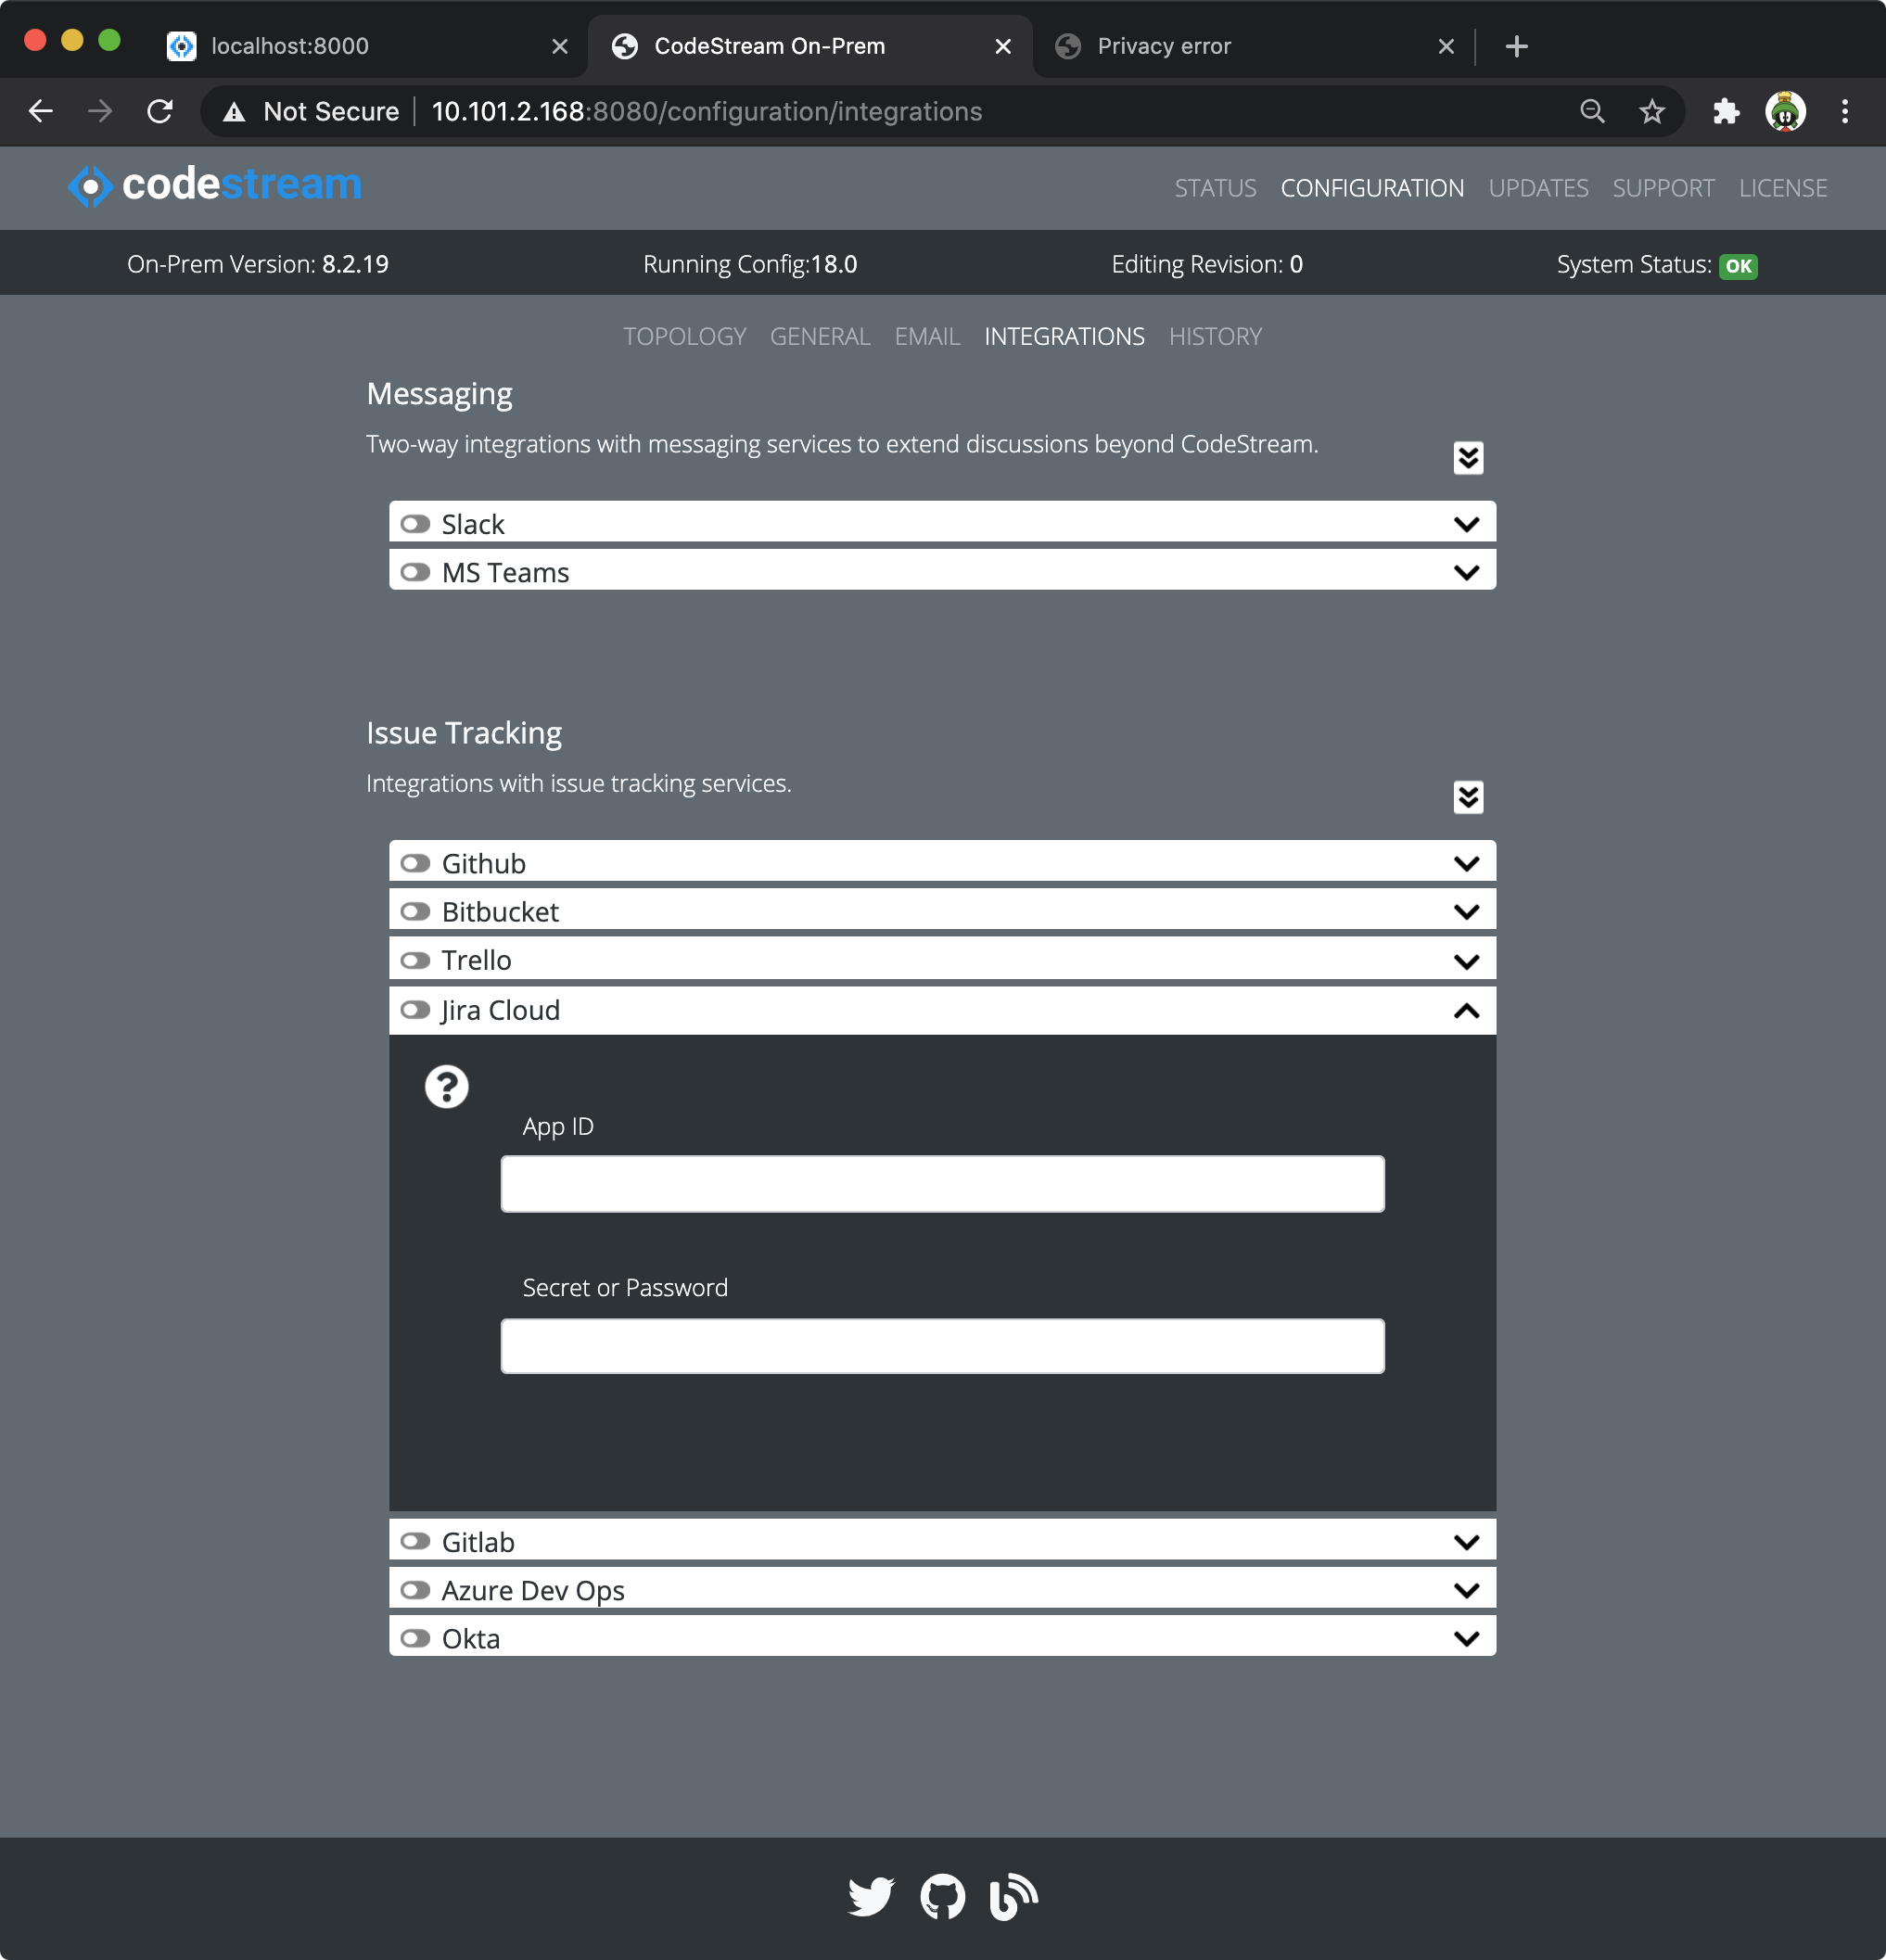 localhost:8000
CodeStream On-Prem
Privacy error
Not Secure
10.101.2.168:8080/configuration/integrations
codestream
STATUS CONFIGURATION UPDATES SUPPORT LICENSE
On-Prem Version: 8.2.19
Running Config:18.0
Editing Revision: 0
System Status: OK
TOPOLOGY GENERAL EMAIL INTEGRATIONS HISTORY
Messaging
Two-way integrations with messaging services to extend discussions beyond CodeStream.
Slack
MS Teams
Issue Tracking
Integrations with issue tracking services.
Github
Bitbucket
Trello
Jira Cloud
?
App ID
Secret or Password
Gitlab
Azure Dev Ops
Okta